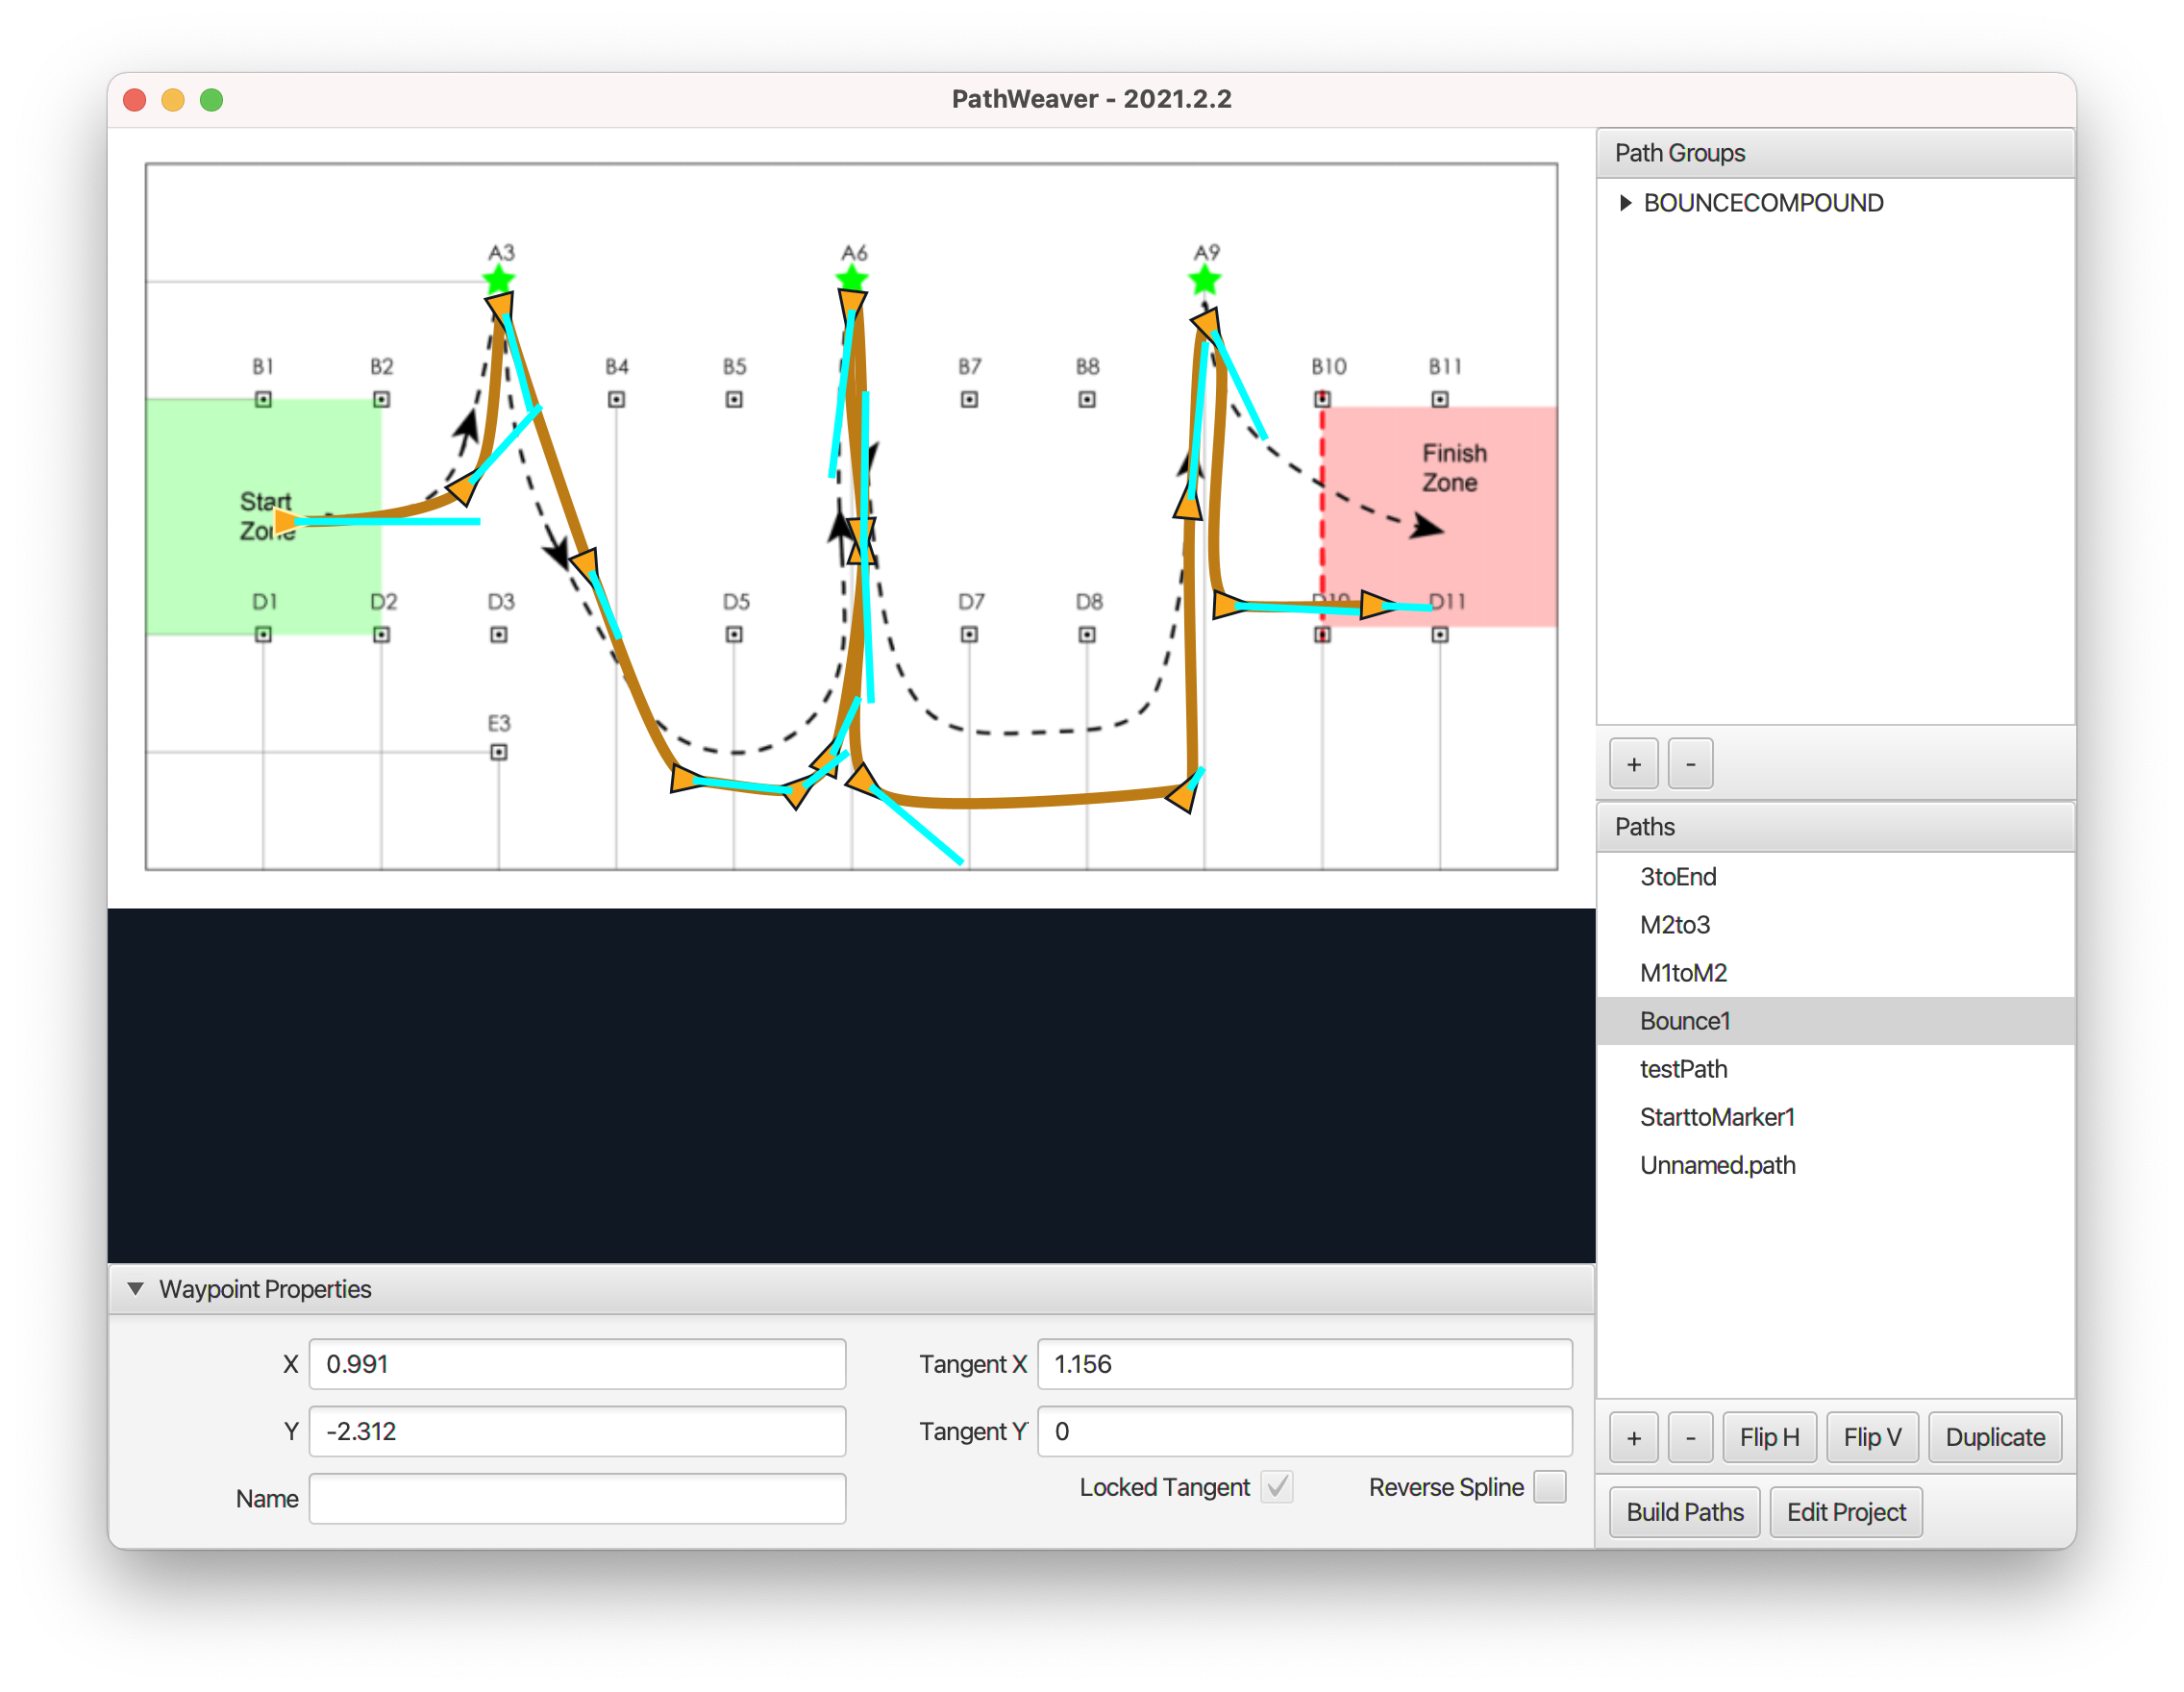 PathWeaver - 2021.2.2
Path Groups
BOUNCECOMPOUND
A3
A6
A9
B1
B2
B4
B5
B7
B8
B10
B11
Finish
Zone
Start
Zone
D1
D2
D3
D5
D7
D8
D10
D11
E3
+
-
Paths
3toEnd
M2to3
M1toM2
Bounce1
testPath
StarttoMarker1
Unnamed.path
Waypoint Properties
X 0.991 Tangent X 1.156
Y -2.312 Tangent Y 0
Name Locked Tangent Reverse Spline
+ - Flip H Flip V Duplicate
Build Paths Edit Project